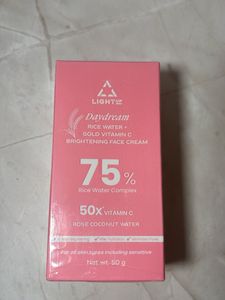 LIGHT UP
Daydream
RICE WATER +
GOLD VITAMIN C
BRIGHTENING FACE CREAM
75%
Rice Water Complex
50X VITAMIN C
ROSE COCONUT WATER
For all skin types including sensitive
Net wt. 50 g